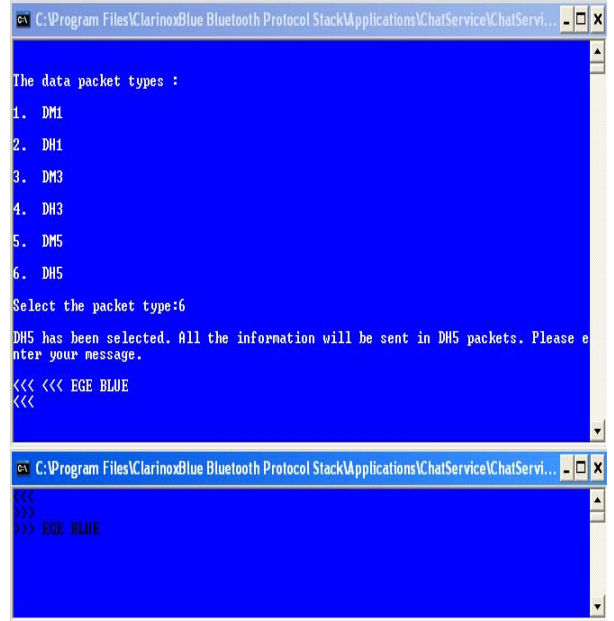 C:\Program Files\ClarinoxBlue Bluetooth Protocol Stack\Applications\ChatService\ChatServi...
The data packet types :
1. DM1
2. DH1
3. DM3
4. DH3
5. DM5
6. DH5
Select the packet type:6
DH5 has been selected. All the information will be sent in DH5 packets. Please e
nter your message.
<<< <<< EGE BLUE
<<<
C:\Program Files\ClarinoxBlue Bluetooth Protocol Stack\Applications\ChatService\ChatServi...
<<<
>>>
>>> EGE BLUE